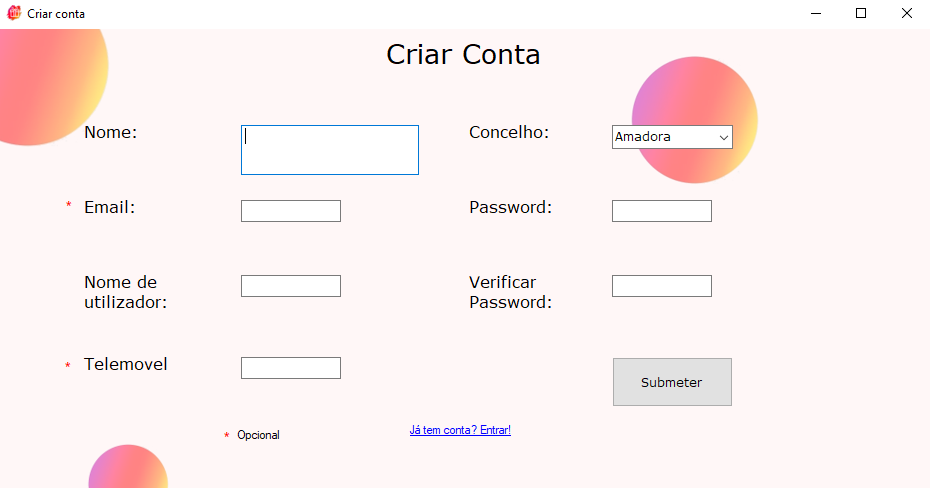 Criar conta
Criar Conta
Nome:
Concelho:
Amadora
* Email:
Password:
Nome de
utilizador:
Verificar
Password:
* Telemovel
Submeter
* Opcional
Já tem conta? Entrar!